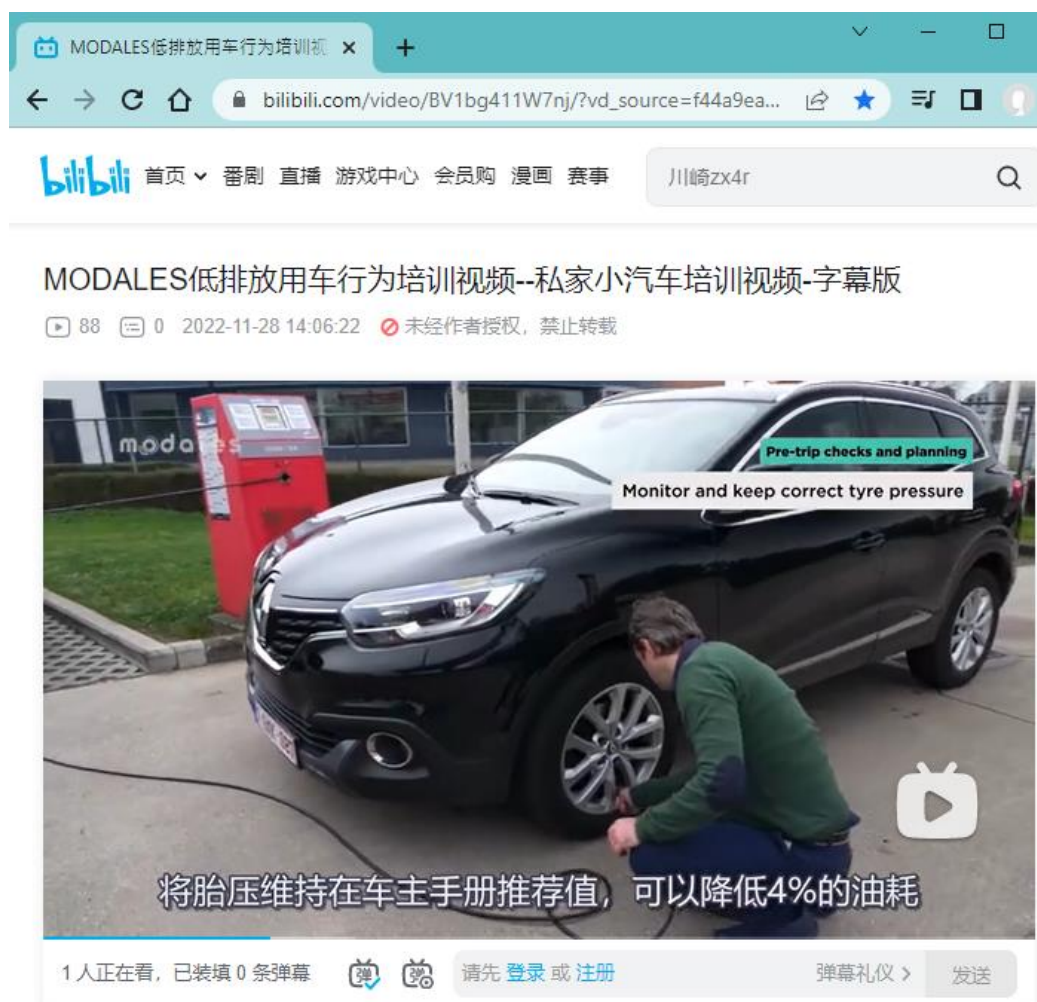 MODALES低排放用车行为培训视
bilibili.com/video/BV1bg411W7nj/?vd_source=f44a9ea...
bilibili 首页 番剧 直播 游戏中心 会员购 漫画 赛事 川崎zx4r
MODALES低排放用车行为培训视频--私家小汽车培训视频-字幕版
88 0 2022-11-28 14:06:22 未经作者授权，禁止转载
modales
Pre-trip checks and planning
Monitor and keep correct tyre pressure
将胎压维持在车主手册推荐值，可以降低4%的油耗
1人正在看，已装填 0 条弹幕 弹 弹 请先 登录 或 注册 弹幕礼仪 发送